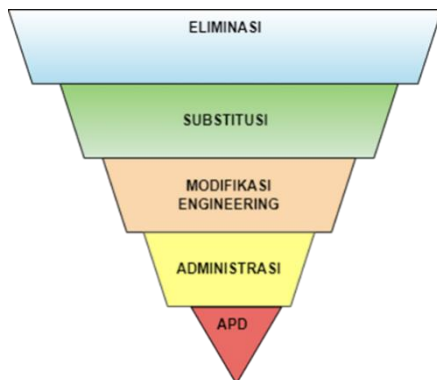 ELIMINASI
SUBSTITUSI
MODIFIKASI
ENGINEERING
ADMINISTRASI
APD